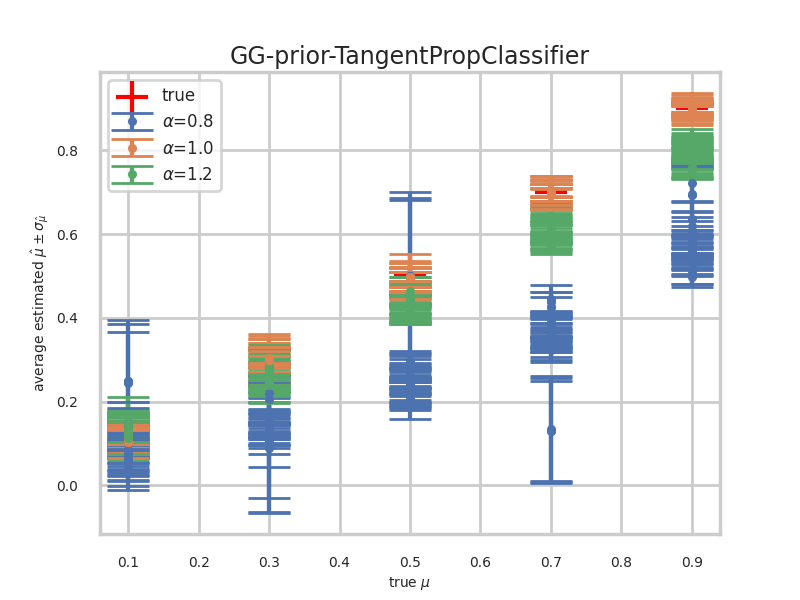 GG-prior-TangentPropClassifier
true
α=0.8
α=1.0
α=1.2
average estimated μ̂ ± σ_μ̂
0.8
0.6
0.4
0.2
0.0
0.1 0.2 0.3 0.4 0.5 0.6 0.7 0.8 0.9
true μ